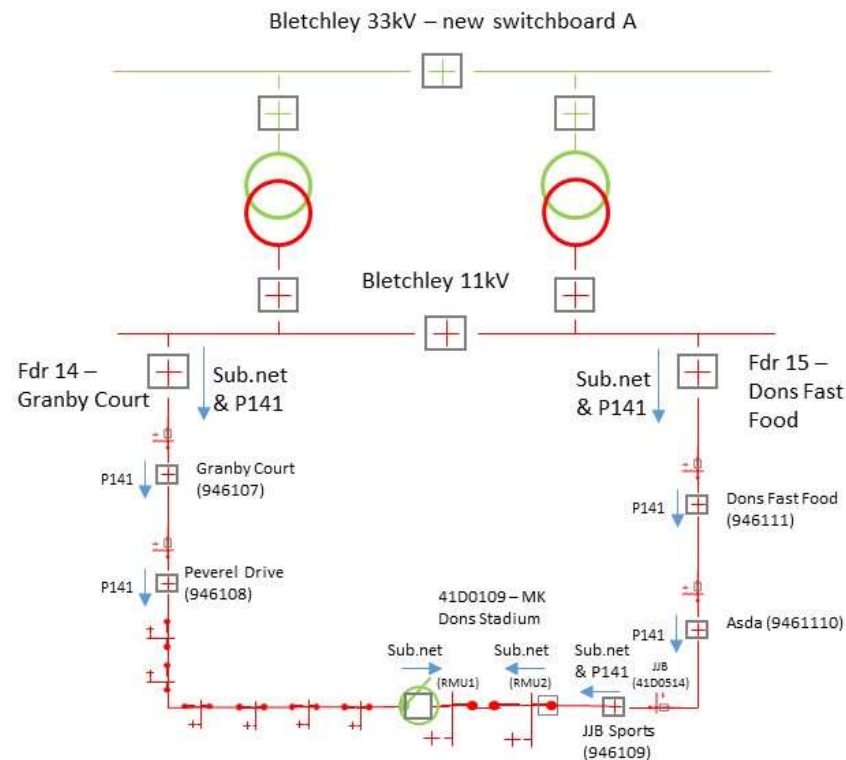 Bletchley 33kV – new switchboard A
Bletchley 11kV
Fdr 14 –
Granby Court
Sub.net
& P141
Sub.net
& P141
Fdr 15 –
Dons Fast
Food
P141
Granby Court
(946107)
P141
Dons Fast Food
(946111)
P141
Peverel Drive
(946108)
41D0109 – MK
Dons Stadium
P141
Asda (9461110)
Sub.net
Sub.net
Sub.net
& P141
JJB
(41D0514)
(RMU1)
(RMU2)
JJB Sports
(946109)